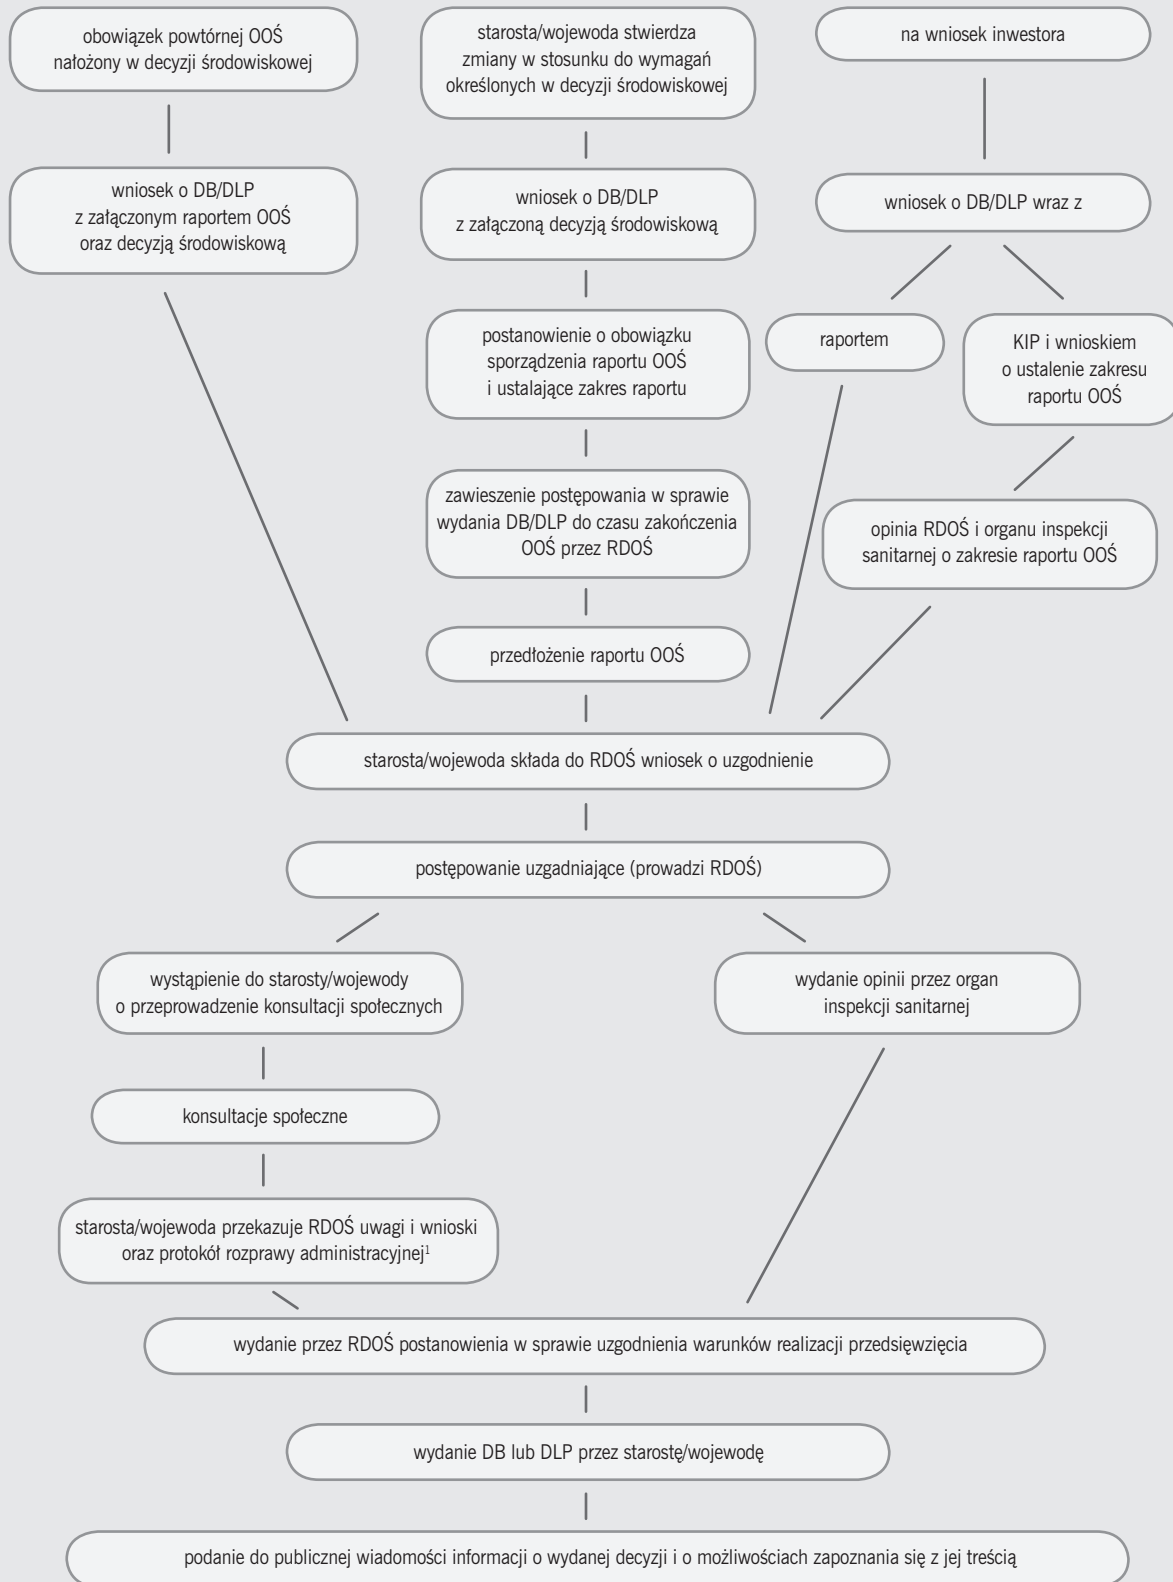 obowiązek powtórnej OOŚ
nałożony w decyzji środowiskowej
starosta/wojewoda stwierdza
zmiany w stosunku do wymagań
określonych w decyzji środowiskowej
na wniosek inwestora
wniosek o DB/DLP
z załączonym raportem OOŚ
oraz decyzją środowiskową
wniosek o DB/DLP
z załączoną decyzją środowiskową
wniosek o DB/DLP wraz z
postanowienie o obowiązku
sporządzenia raportu OOŚ
i ustalające zakres raportu
raportem
KIP i wnioskiem
o ustalenie zakresu
raportu OOŚ
zawieszenie postępowania w sprawie
wydania DB/DLP do czasu zakończenia
OOŚ przez RDOŚ
opinia RDOŚ i organu inspekcji
sanitarnej o zakresie raportu OOŚ
przedłożenie raportu OOŚ
starosta/wojewoda składa do RDOŚ wniosek o uzgodnienie
postępowanie uzgadniające (prowadzi RDOŚ)
wystąpienie do starosty/wojewody
o przeprowadzenie konsultacji społecznych
wydanie opinii przez organ
inspekcji sanitarnej
konsultacje społeczne
starosta/wojewoda przekazuje RDOŚ uwagi i wnioski
oraz protokół rozprawy administracyjnej¹
wydanie przez RDOŚ postanowienia w sprawie uzgodnienia warunków realizacji przedsięwzięcia
wydanie DB lub DLP przez starostę/wojewodę
podanie do publicznej wiadomości informacji o wydanej decyzji i o możliwościach zapoznania się z jej treścią